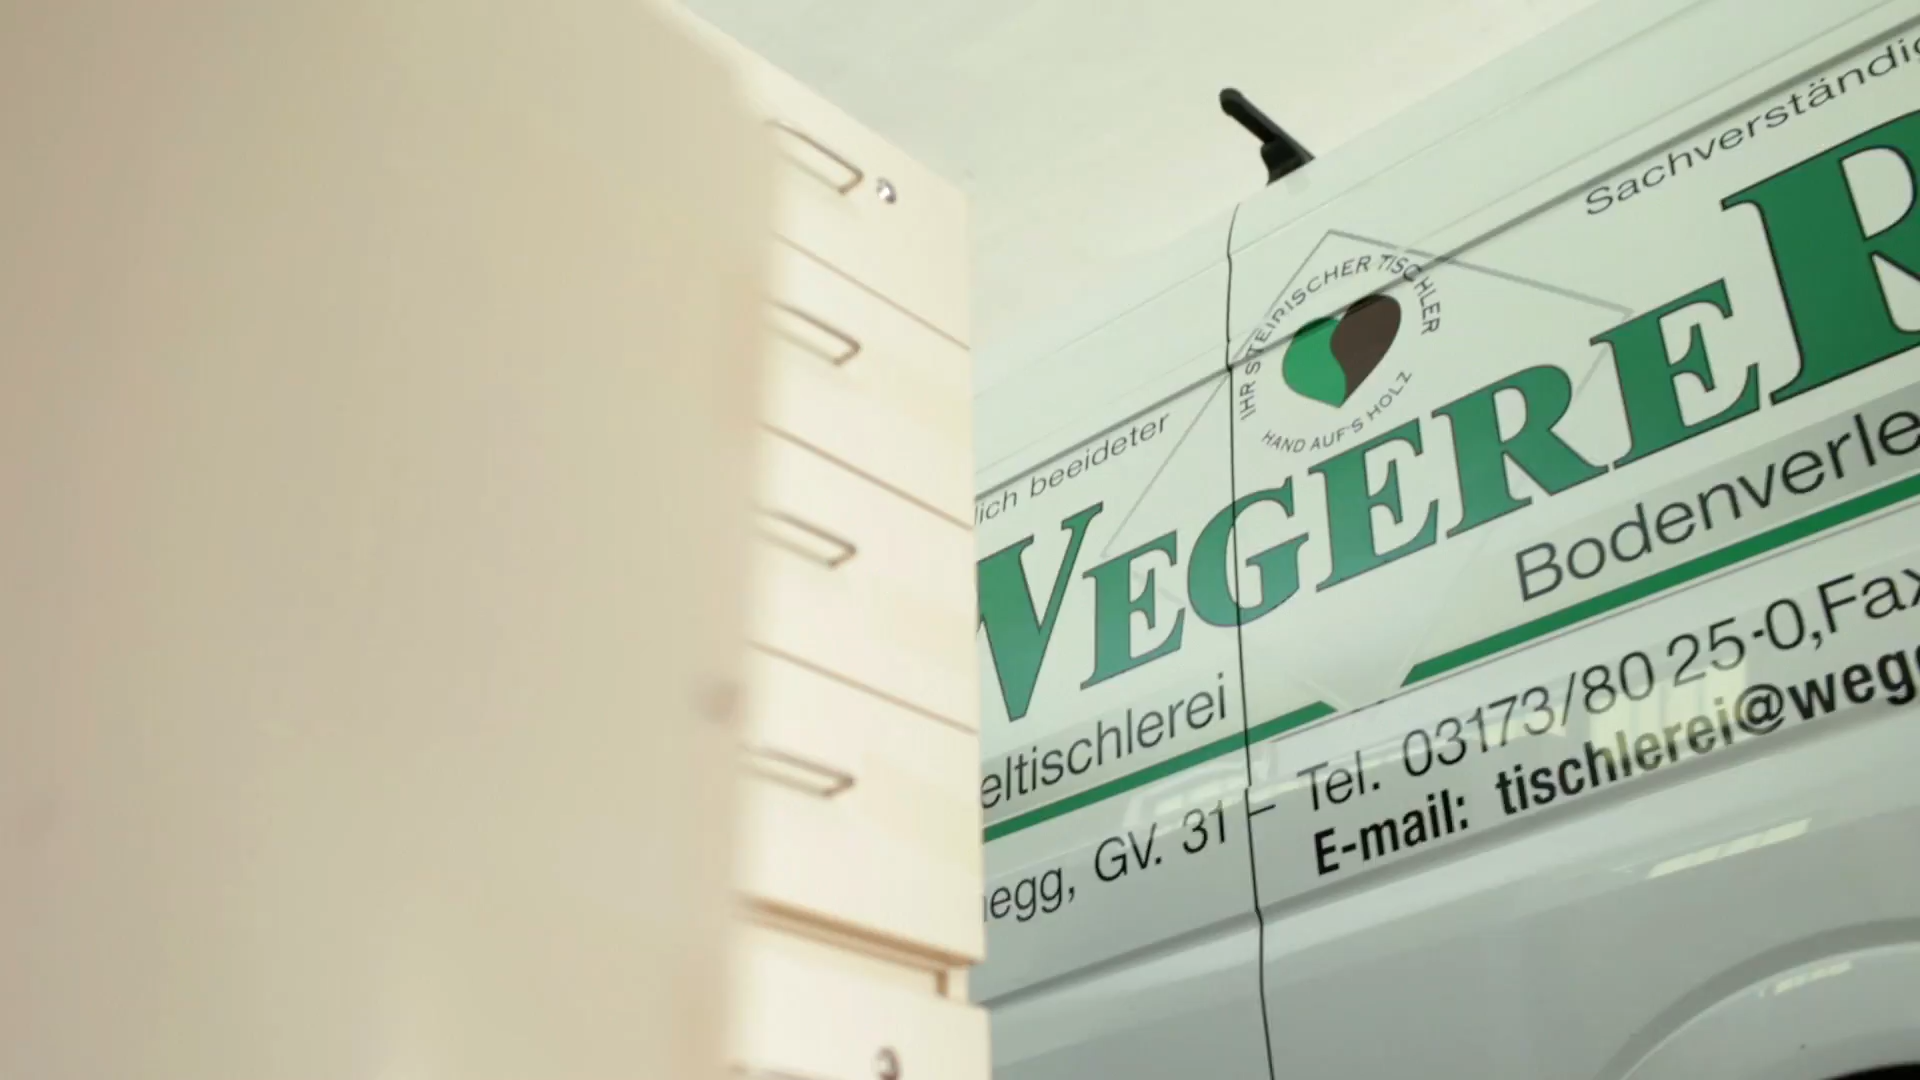 Sachverständig
lich beeideter
IHR STEIRISCHER TISCHLER
HAND AUF'S HOLZ
WEGERER
eltischlerei
Bodenverle
egg, GV. 31 – Tel. 03173/80 25-0, Fax
E-mail: tischlerei@weg